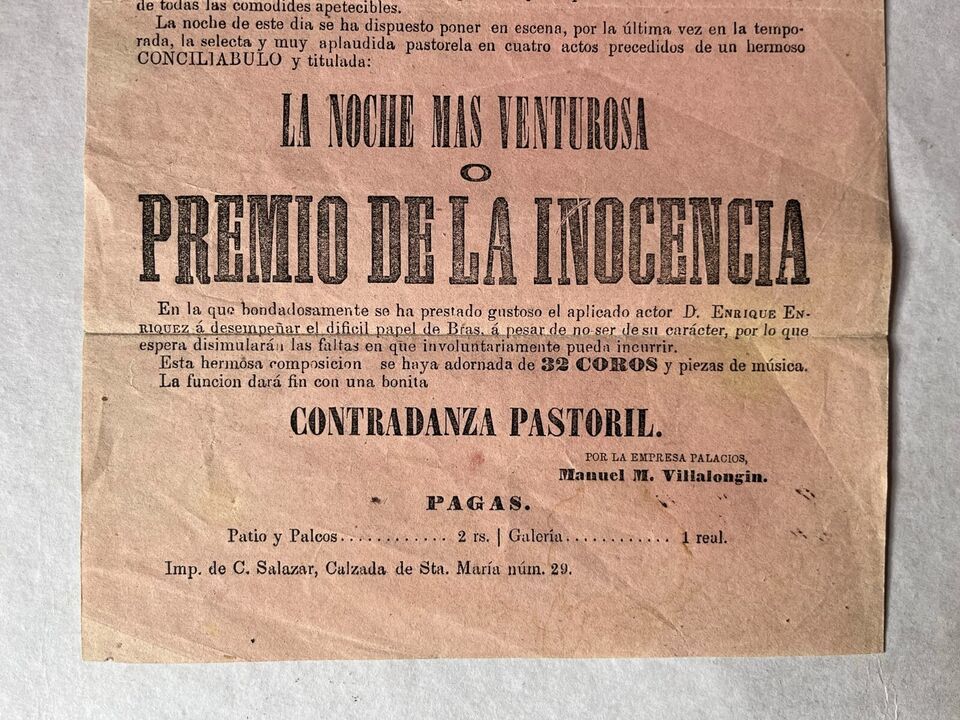 de todas las comodides apetecibles.
La noche de este dia se ha dispuesto poner en escena, por la última vez en la tempo-
rada, la selecta y muy aplaudida pastorela en cuatro actos precedidos de un hermoso
CONCILIABULO y titulada:
LA NOCHE MAS VENTUROSA
O
PREMIO DE LA INOCENCIA
En la que bondadosamente se ha prestado gustoso el aplicado actor D. ENRIQUE EN-
RIQUEZ á desempeñar el dificil papel de Bras, á pesar de no ser de su carácter, por lo que
espera disimularán las faltas en que involuntariamente pueda incurrir.
Esta hermosa composicion se haya adornada de 32 COROS y piezas de música.
La funcion dará fin con una bonita
CONTRADANZA PASTORIL.
POR LA EMPRESA PALACIOS,
Manuel M. Villalongin.
PAGAS.
Patio y Palcos............ 2 rs. | Galería............ 1 real.
Imp. de C. Salazar, Calzada de Sta. María núm. 29.